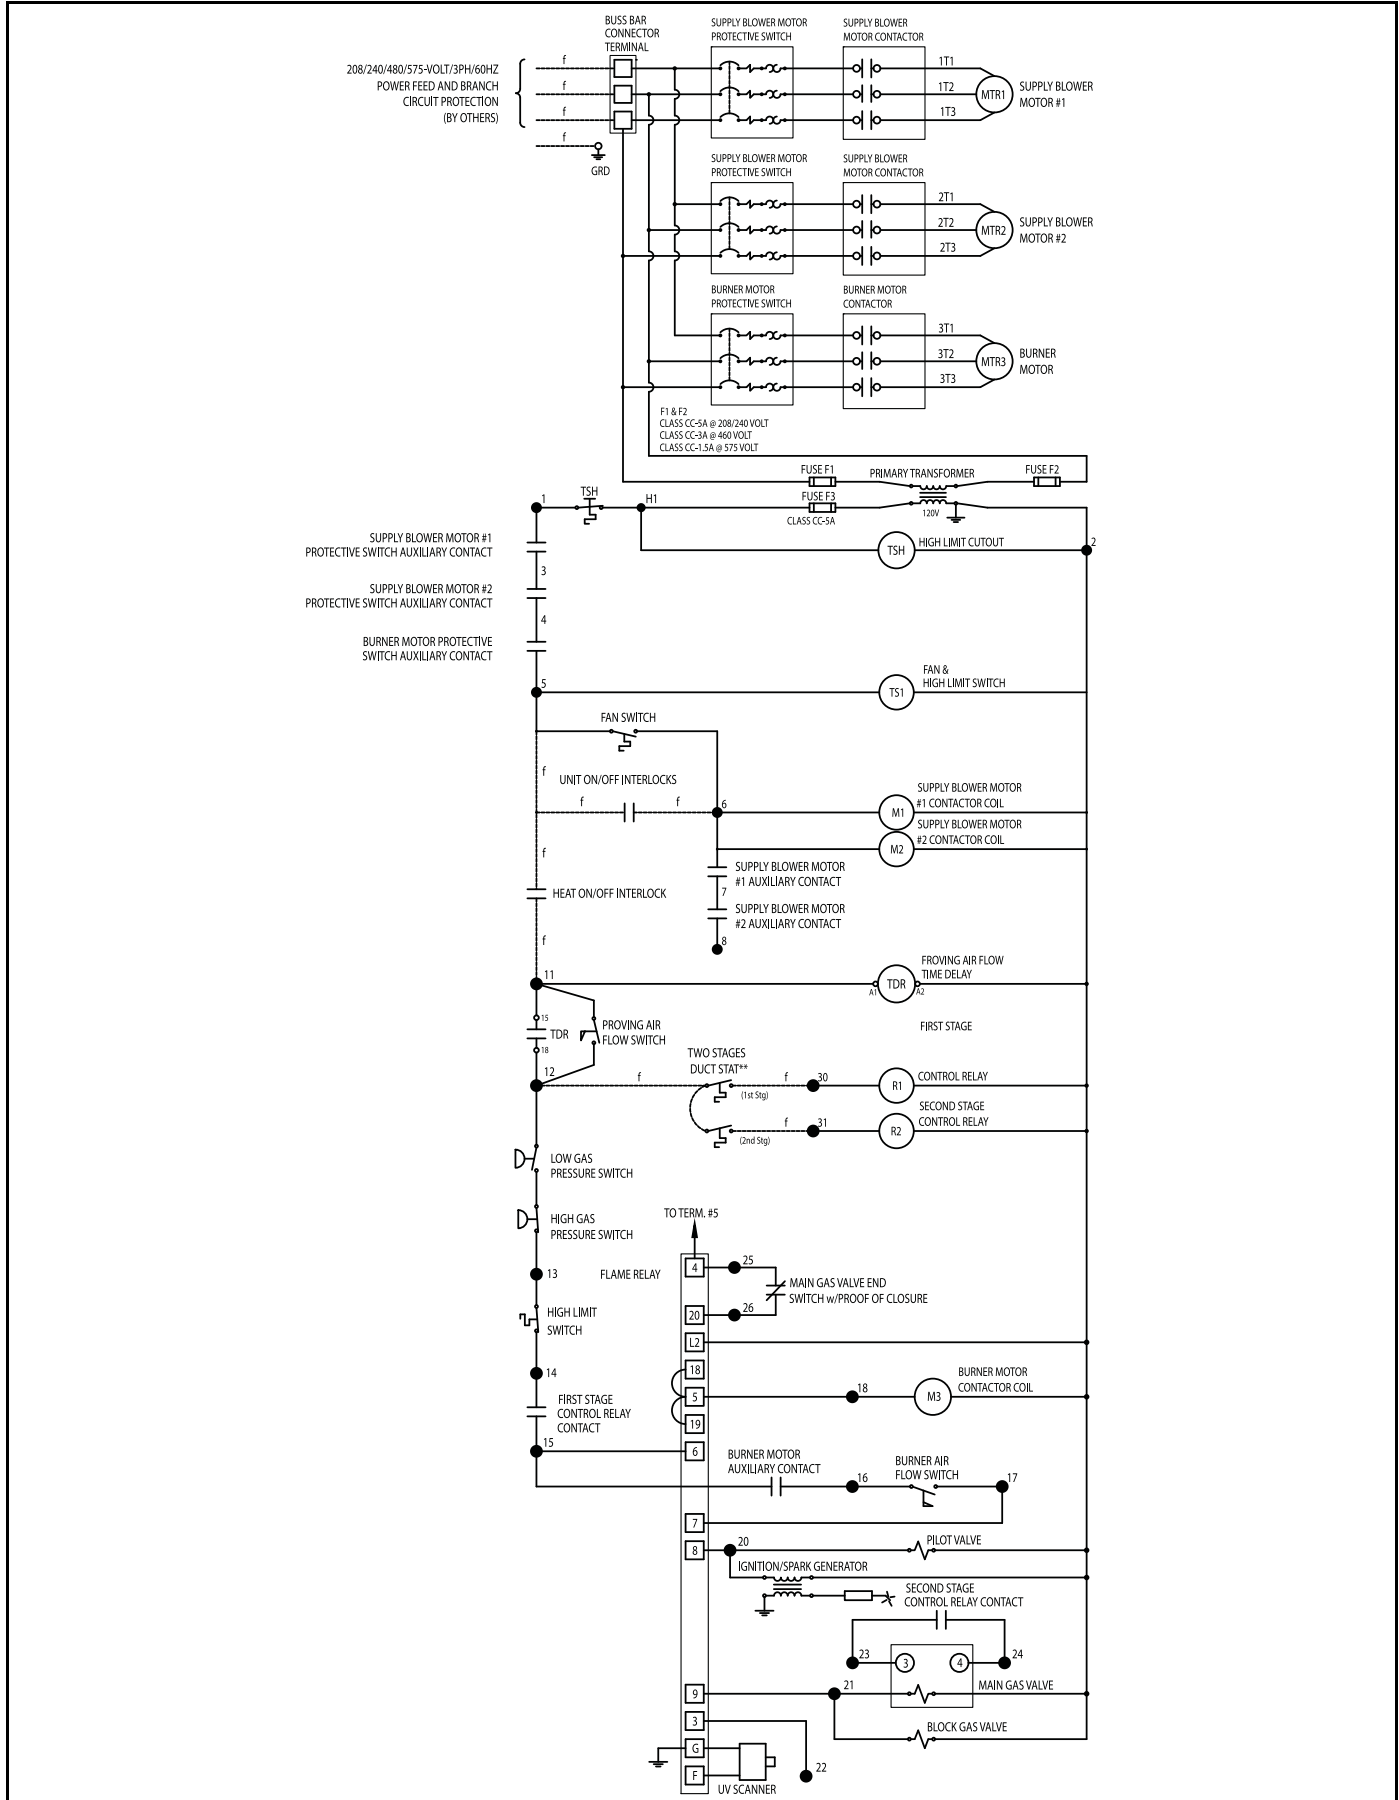 BUSS BAR
CONNECTOR
TERMINAL
SUPPLY BLOWER MOTOR
PROTECTIVE SWITCH
SUPPLY BLOWER
MOTOR CONTACTOR
208/240/480/575-VOLT/3PH/60HZ
POWER FEED AND BRANCH
CIRCUIT PROTECTION
(BY OTHERS)
f
f
f
f
GRD
1T1
1T2
1T3
MTR1
SUPPLY BLOWER
MOTOR #1
SUPPLY BLOWER MOTOR
PROTECTIVE SWITCH
SUPPLY BLOWER
MOTOR CONTACTOR
2T1
2T2
2T3
MTR2
SUPPLY BLOWER
MOTOR #2
BURNER MOTOR
PROTECTIVE SWITCH
BURNER MOTOR
CONTACTOR
3T1
3T2
3T3
MTR3
BURNER
MOTOR
F1 & F2
CLASS CC-5A @ 208/240 VOLT
CLASS CC-3A @ 460 VOLT
CLASS CC-1.5A @ 575 VOLT
FUSE F1
PRIMARY TRANSFORMER
FUSE F2
1
TSH
H1
FUSE F3
CLASS CC-5A
120V
TSH
HIGH LIMIT CUTOUT
2
SUPPLY BLOWER MOTOR #1
PROTECTIVE SWITCH AUXILIARY CONTACT
3
SUPPLY BLOWER MOTOR #2
PROTECTIVE SWITCH AUXILIARY CONTACT
4
BURNER MOTOR PROTECTIVE
SWITCH AUXILIARY CONTACT
5
TS1
FAN &
HIGH LIMIT SWITCH
FAN SWITCH
f
UNIT ON/OFF INTERLOCKS
f
f
6
M1
SUPPLY BLOWER MOTOR
#1 CONTACTOR COIL
M2
SUPPLY BLOWER MOTOR
#2 CONTACTOR COIL
f
SUPPLY BLOWER MOTOR
#1 AUXILIARY CONTACT
7
HEAT ON/OFF INTERLOCK
SUPPLY BLOWER MOTOR
#2 AUXILIARY CONTACT
8
f
11
A1
TDR
A2
FROVING AIR FLOW
TIME DELAY
15
TDR
18
PROVING AIR
FLOW SWITCH
FIRST STAGE
12
f
TWO STAGES
DUCT STAT**
(1st Stg)
f
30
R1
CONTROL RELAY
(2nd Stg)
f
31
R2
SECOND STAGE
CONTROL RELAY
LOW GAS
PRESSURE SWITCH
HIGH GAS
PRESSURE SWITCH
TO TERM. #5
13
FLAME RELAY
4
25
MAIN GAS VALVE END
SWITCH w/PROOF OF CLOSURE
20
26
HIGH LIMIT
SWITCH
L2
14
18
5
18
M3
BURNER MOTOR
CONTACTOR COIL
19
FIRST STAGE
CONTROL RELAY
CONTACT
15
6
BURNER MOTOR
AUXILIARY CONTACT
16
BURNER AIR
FLOW SWITCH
17
7
8
20
PILOT VALVE
IGNITION/SPARK GENERATOR
SECOND STAGE
CONTROL RELAY CONTACT
23
3
4
24
9
21
MAIN GAS VALVE
3
BLOCK GAS VALVE
G
F
UV SCANNER
22